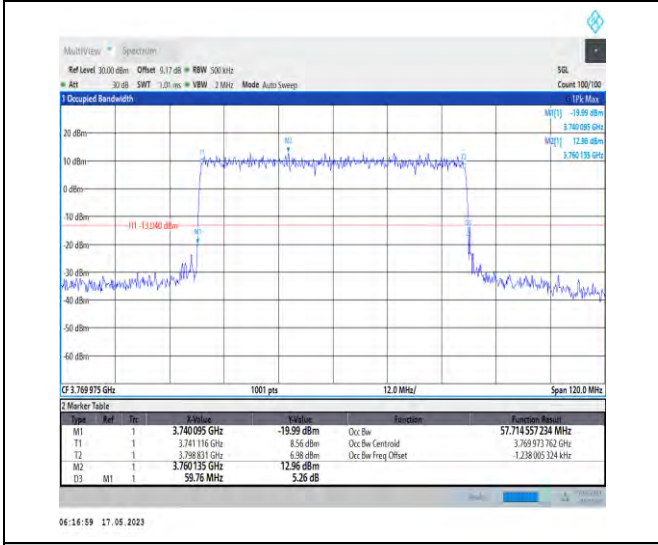 MultiView Spectrum
Ref Level 30.00 dBm Offset 9.17 dB RBW 500 kHz SGL
Att 30 dB SWT 1.01 ms VBW 2 MHz Mode Auto Sweep Count 100/100
1 Occupied Bandwidth 1Pk Max
M1[1] -19.99 dBm
3.740 095 GHz
M2[1] 12.96 dBm
3.760 135 GHz
20 dBm
M2
10 dBm
0 dBm
-10 dBm
H1 -13.040 dBm
M1
-30 dBm
-40 dBm
-50 dBm
-60 dBm
CF 3.769 975 GHz 1001 pts 12.0 MHz/ Span 120.0 MHz
2 Marker Table
Type Ref Trc X-Value Y-Value Function Function Result
M1 1 3.740 095 GHz -19.99 dBm Occ Bw 57.714 557 234 MHz
T1 1 3.741 116 GHz 8.56 dBm Occ Bw Centroid 3.769 973 762 GHz
T2 1 3.798 831 GHz 6.98 dBm Occ Bw Freq Offset -1.238 005 324 kHz
M2 1 3.760 135 GHz 12.96 dBm
D3 M1 1 59.76 MHz 5.26 dB
06:16:59 17.05.2023